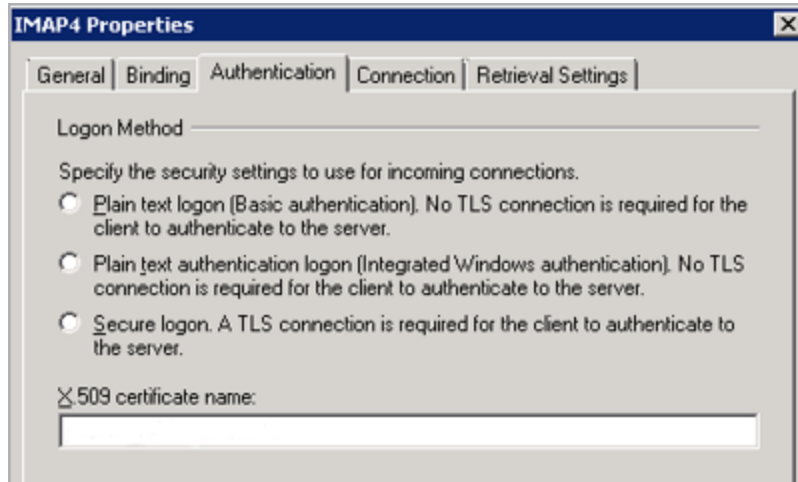 IMAP4 Properties
General Binding Authentication Connection Retrieval Settings
Logon Method
Specify the security settings to use for incoming connections.
Plain text logon (Basic authentication). No TLS connection is required for the
client to authenticate to the server.
Plain text authentication logon (Integrated Windows authentication). No TLS
connection is required for the client to authenticate to the server.
Secure logon. A TLS connection is required for the client to authenticate to
the server.
X.509 certificate name: